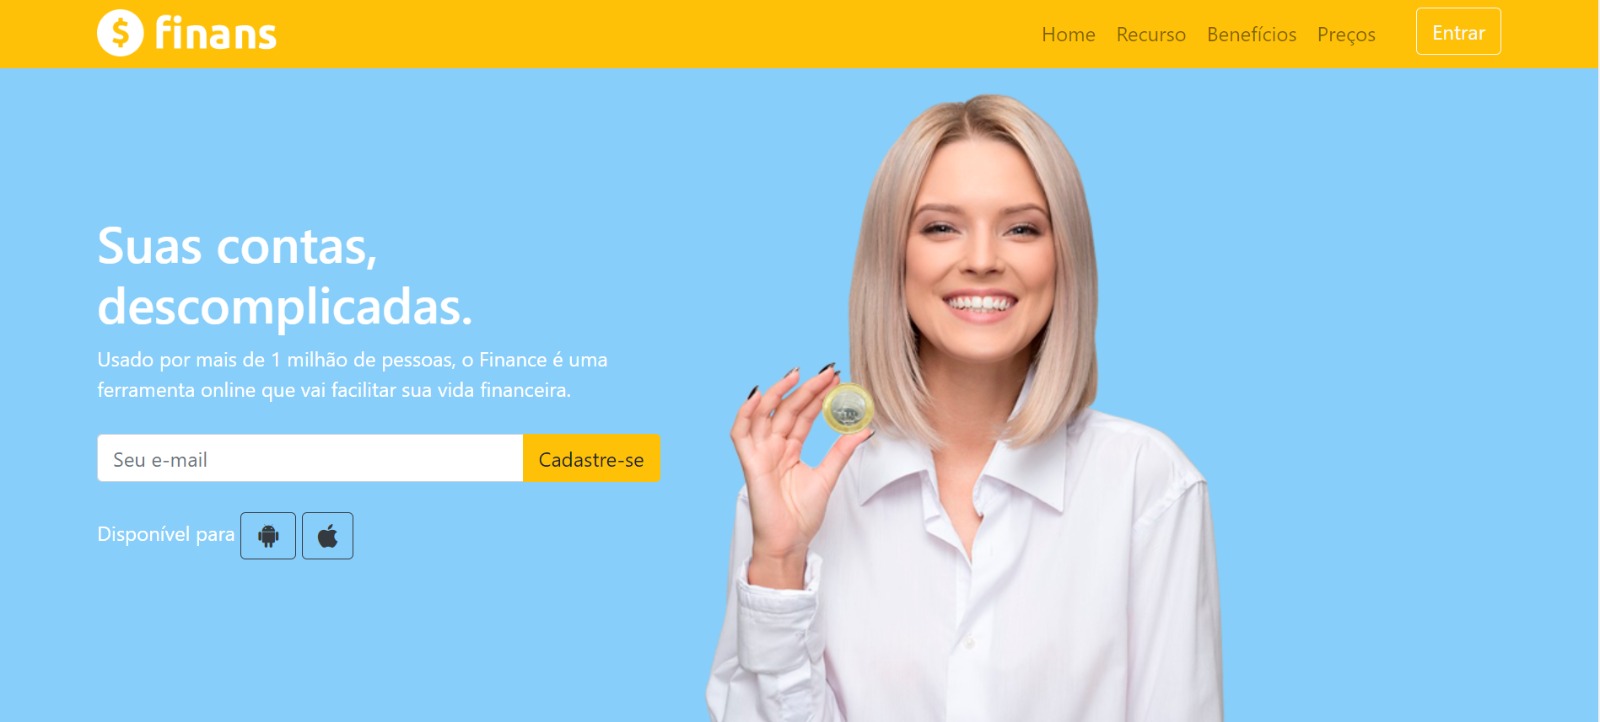 $ finans
Home Recurso Benefícios Preços Entrar
Suas contas,
descomplicadas.
Usado por mais de 1 milhão de pessoas, o Finance é uma
ferramenta online que vai facilitar sua vida financeira.
Seu e-mail Cadastre-se
Disponível para